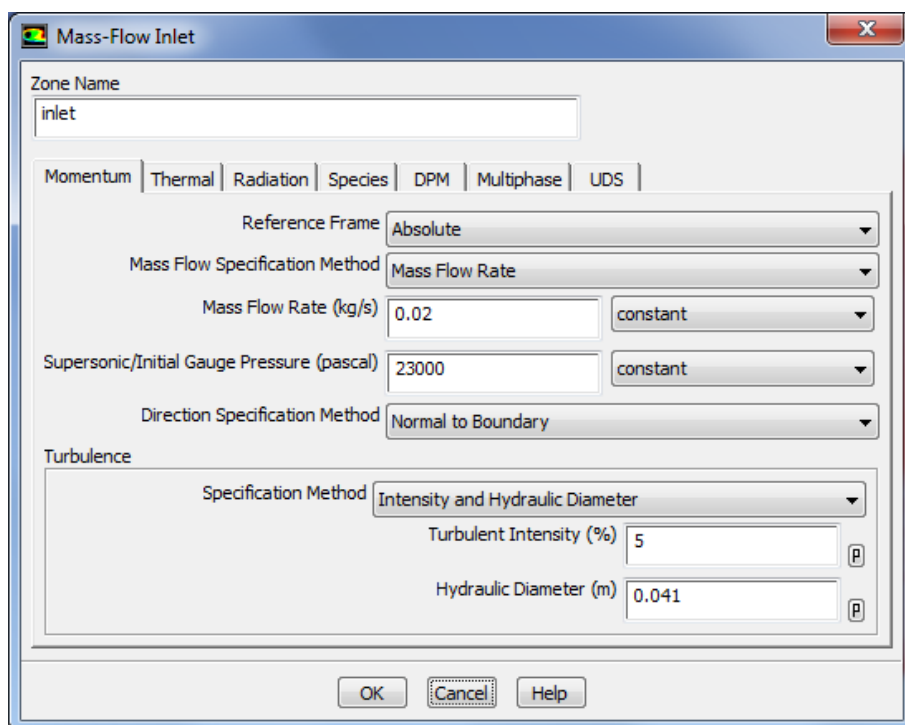 Mass-Flow Inlet
X
Zone Name
inlet
Momentum Thermal Radiation Species DPM Multiphase UDS
Reference Frame Absolute
Mass Flow Specification Method Mass Flow Rate
Mass Flow Rate (kg/s) 0.02 constant
Supersonic/Initial Gauge Pressure (pascal) 23000 constant
Direction Specification Method Normal to Boundary
Turbulence
Specification Method Intensity and Hydraulic Diameter
Turbulent Intensity (%) 5 P
Hydraulic Diameter (m) 0.041 P
OK Cancel Help